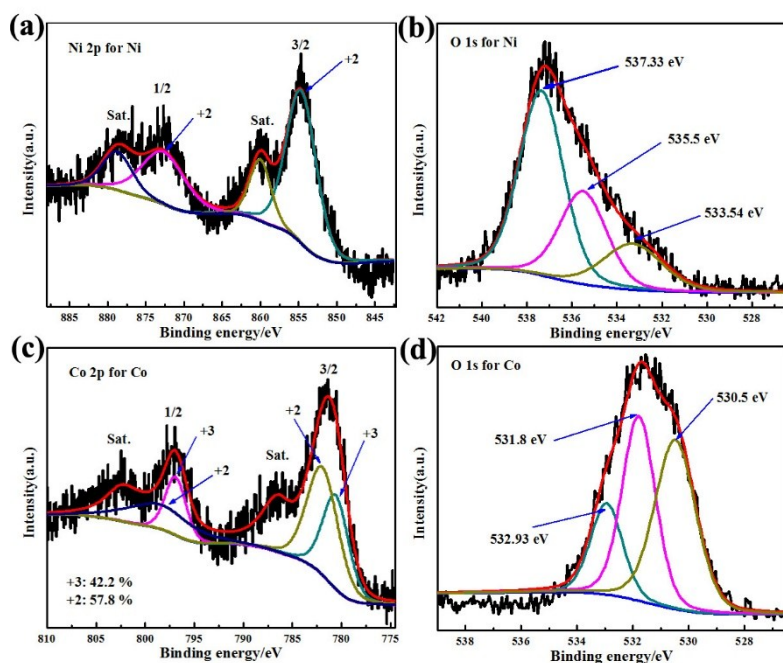 (a)
Ni 2p for Ni
3/2
+2
1/2
Sat.
+2
Sat.
Intensity(a.u.)
885 880 875 870 865 860 855 850 845
Binding energy/eV
(b)
O 1s for Ni
537.33 eV
535.5 eV
533.54 eV
Intensity(a.u.)
542 540 538 536 534 532 530 528
Binding energy/eV
(c)
Co 2p for Co
3/2
+2
1/2
+3
+3
Sat.
+2
Sat.
+3: 42.2 %
+2: 57.8 %
Intensity(a.u.)
810 805 800 795 790 785 780 775
Binding energy/eV
(d)
O 1s for Co
530.5 eV
531.8 eV
532.93 eV
Intensity(a.u.)
538 536 534 532 530 528
Binding energy/eV